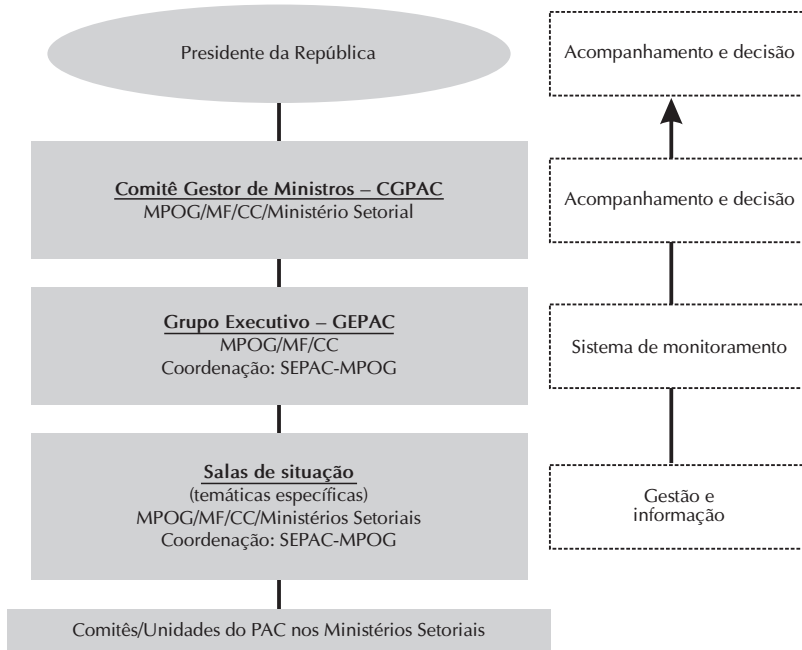 Presidente da República
Acompanhamento e decisão
Comitê Gestor de Ministros – CGPAC
MPOG/MF/CC/Ministério Setorial
Acompanhamento e decisão
Grupo Executivo – GEPAC
MPOG/MF/CC
Coordenação: SEPAC-MPOG
Sistema de monitoramento
Salas de situação
(temáticas específicas)
MPOG/MF/CC/Ministérios Setoriais
Coordenação: SEPAC-MPOG
Gestão e
informação
Comitês/Unidades do PAC nos Ministérios Setoriais